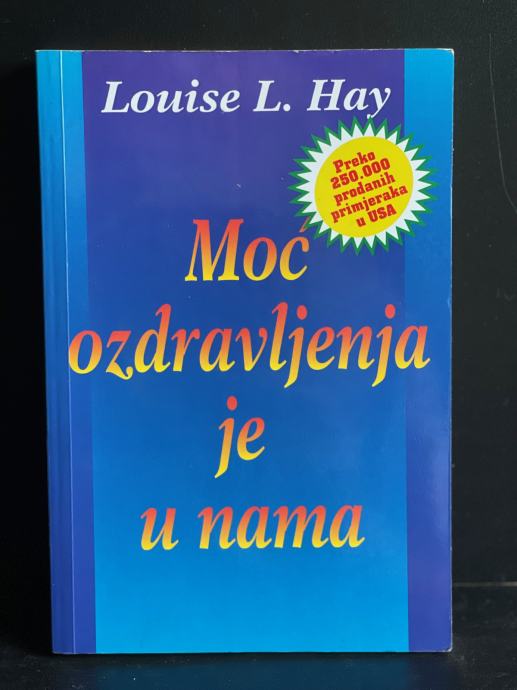 Louise L. Hay
Preko
250.000
prodanih
primjeraka
u USA
Moć
ozdravljenja
je
u nama